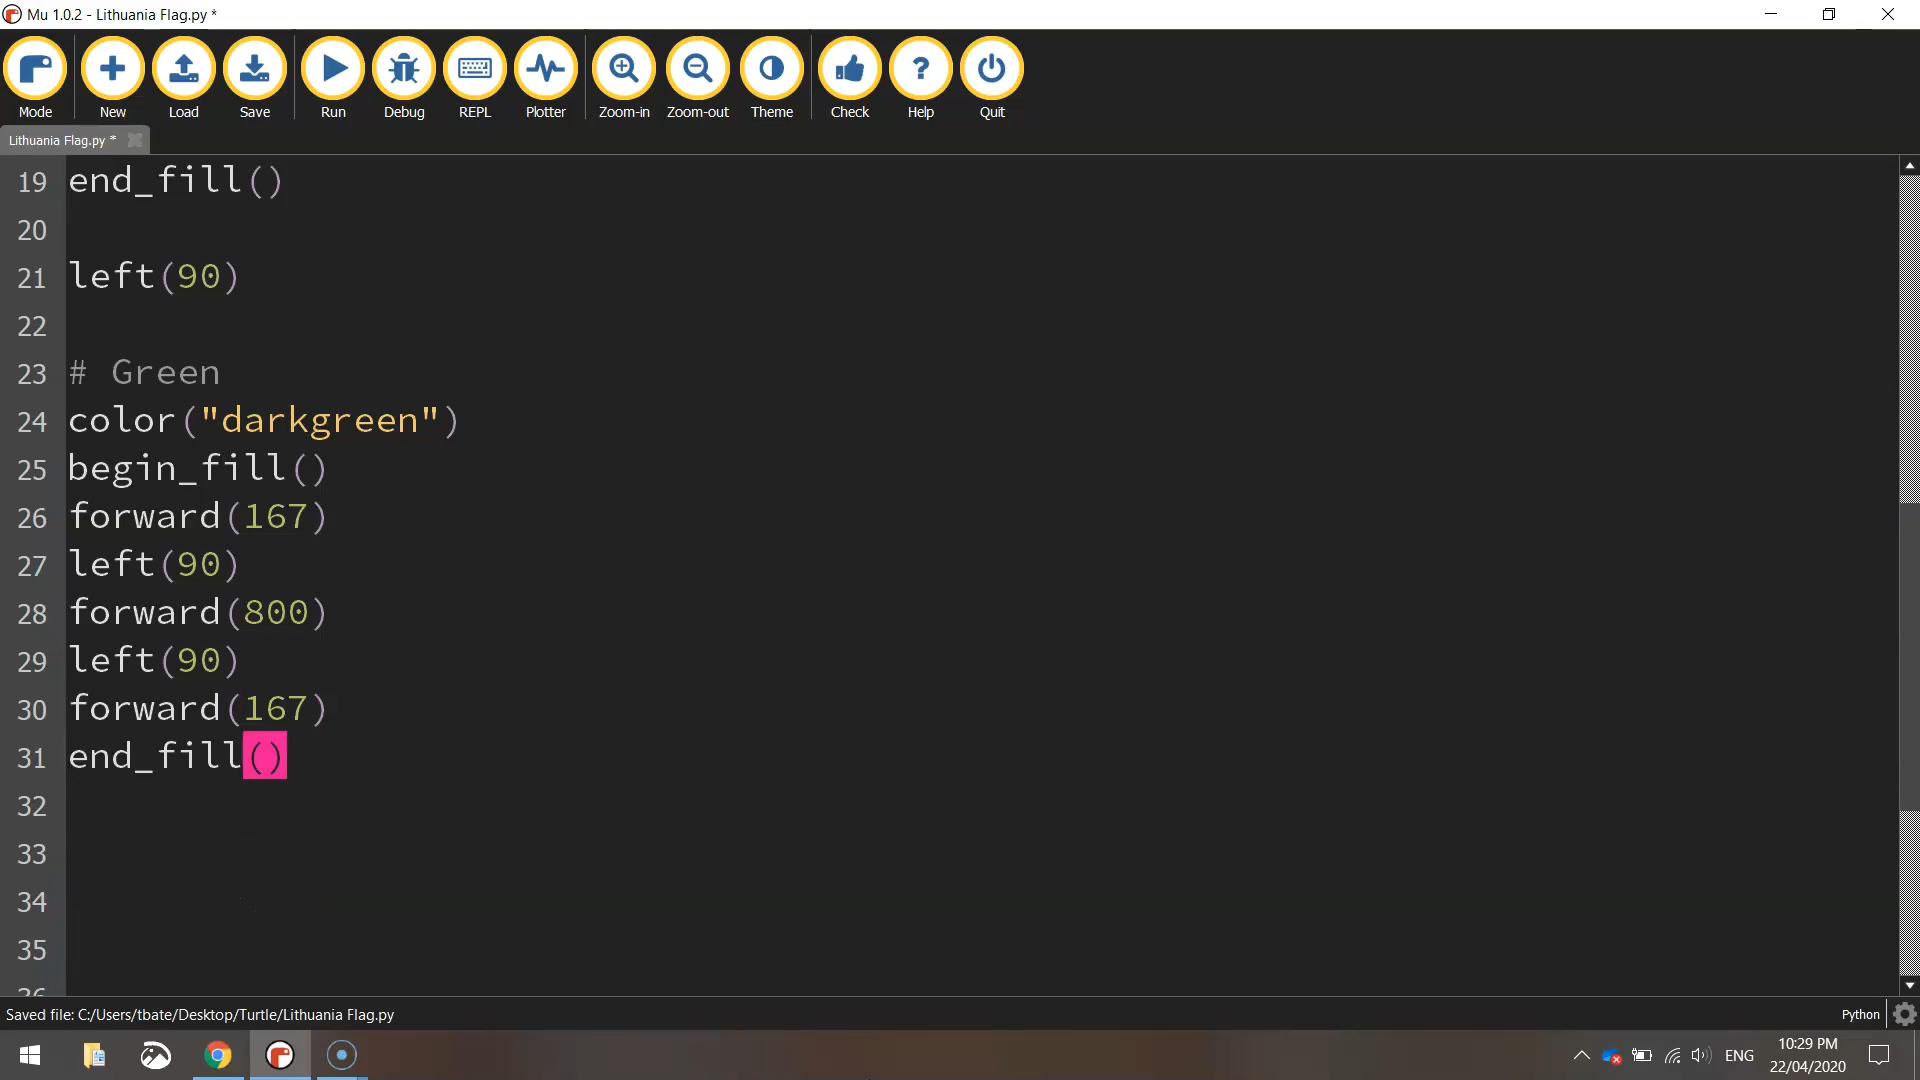 Mu 1.0.2 - Lithuania Flag.py *
Mode New Load Save Run Debug REPL Plotter Zoom-in Zoom-out Theme Check Help Quit
Lithuania Flag.py *
19 end_fill()
20
21 left(90)
22
23 # Green
24 color("darkgreen")
25 begin_fill()
26 forward(167)
27 left(90)
28 forward(800)
29 left(90)
30 forward(167)
31 end_fill()
32
33
34
35
36
Saved file: C:/Users/tbate/Desktop/Turtle/Lithuania Flag.py
Python
ENG
10:29 PM
22/04/2020